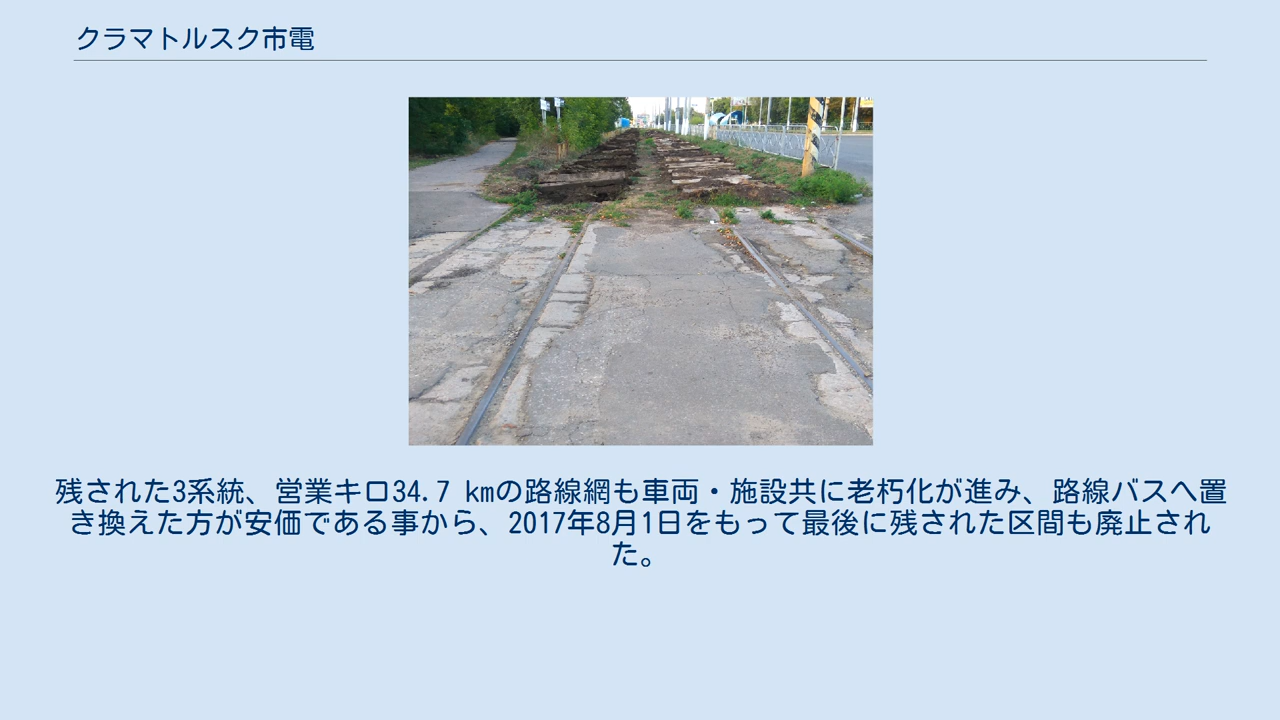 クラマトルスク市電
残された3系統、営業キロ34.7 kmの路線網も車両・施設共に老朽化が進み、路線バスへ置
き換えた方が安価である事から、2017年8月1日をもって最後に残された区間も廃止され
た。